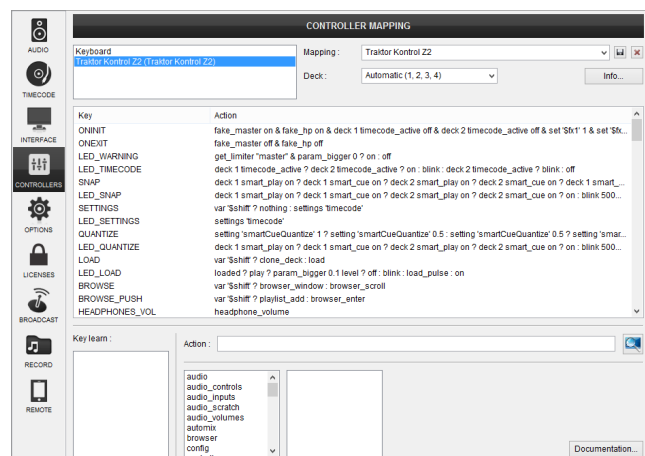 CONTROLLER MAPPING
AUDIO
TIMECODE
INTERFACE
CONTROLLERS
OPTIONS
LICENSES
BROADCAST
RECORD
REMOTE
Keyboard
Traktor Kontrol Z2 (Traktor Kontrol Z2)
Mapping : Traktor Kontrol Z2
Deck : Automatic (1, 2, 3, 4) Info...
Key Action
ONINIT fake_master on & fake_hp on & deck 1 timecode_active off & deck 2 timecode_active off & set '$fx1' 1 & set '$fx...
ONEXIT fake_master off & fake_hp off
LED_WARNING get_limiter "master" & param_bigger 0 ? on : off
LED_TIMECODE deck 1 timecode_active ? deck 2 timecode_active ? on : blink : deck 2 timecode_active ? blink : off
SNAP deck 1 smart_play on ? deck 1 smart_cue on ? deck 2 smart_play on ? deck 2 smart_cue on ? deck 1 smart_...
LED_SNAP deck 1 smart_play on ? deck 1 smart_cue on ? deck 2 smart_play on ? deck 2 smart_cue on ? on : blink 500...
SETTINGS var '$shift' ? nothing : settings 'timecode'
LED_SETTINGS settings 'timecode'
QUANTIZE setting 'smartCueQuantize' 1 ? setting 'smartCueQuantize' 0.5 : setting 'smartCueQuantize' 0.5 ? setting 'smar...
LED_QUANTIZE deck 1 smart_play on ? deck 1 smart_cue on ? deck 2 smart_play on ? deck 2 smart_cue on ? on : blink 500...
LOAD var '$shift' ? clone_deck : load
LED_LOAD loaded ? play ? param_bigger 0.1 level ? off : blink : load_pulse : on
BROWSE var '$shift' ? browser_window : browser_scroll
BROWSE_PUSH var '$shift' ? playlist_add : browser_enter
HEADPHONES_VOL headphone_volume
Key learn :
Action :
audio
audio_controls
audio_inputs
audio_scratch
audio_volumes
automix
browser
config
Documentation...